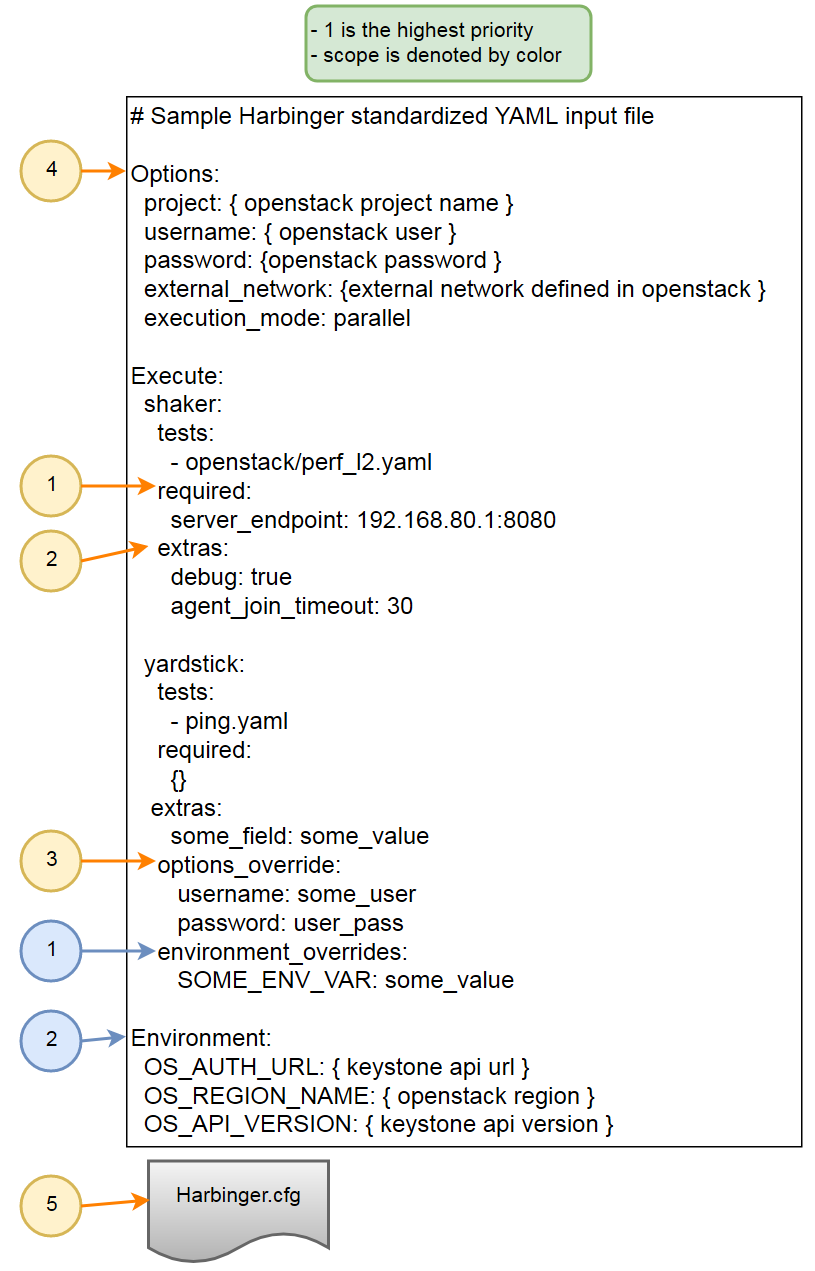 - 1 is the highest priority
- scope is denoted by color
# Sample Harbinger standardized YAML input file
4
Options:
project: { openstack project name }
username: { openstack user }
password: {openstack password }
external_network: {external network defined in openstack }
execution_mode: parallel
Execute:
shaker:
tests:
- openstack/perf_l2.yaml
1
required:
server_endpoint: 192.168.80.1:8080
2
extras:
debug: true
agent_join_timeout: 30
yardstick:
tests:
- ping.yaml
required:
{}
extras:
some_field: some_value
3
options_override:
username: some_user
password: user_pass
1
environment_overrides:
SOME_ENV_VAR: some_value
2
Environment:
OS_AUTH_URL: { keystone api url }
OS_REGION_NAME: { openstack region }
OS_API_VERSION: { keystone api version }
5
Harbinger.cfg